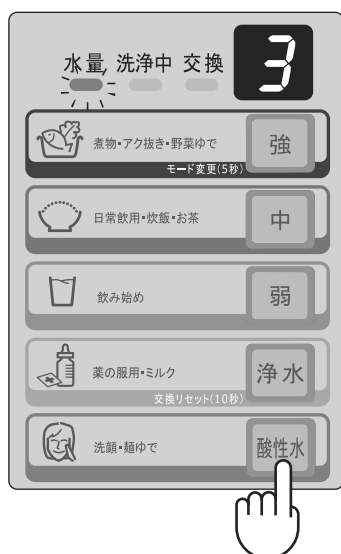 水量 洗浄中 交換
3
煮物・アク抜き・野菜ゆで 強
モード変更(5秒)
日常飲用・炊飯・お茶 中
飲み始め 弱
薬の服用・ミルク 浄水
交換リセット(10秒)
洗顔・麺ゆで 酸性水